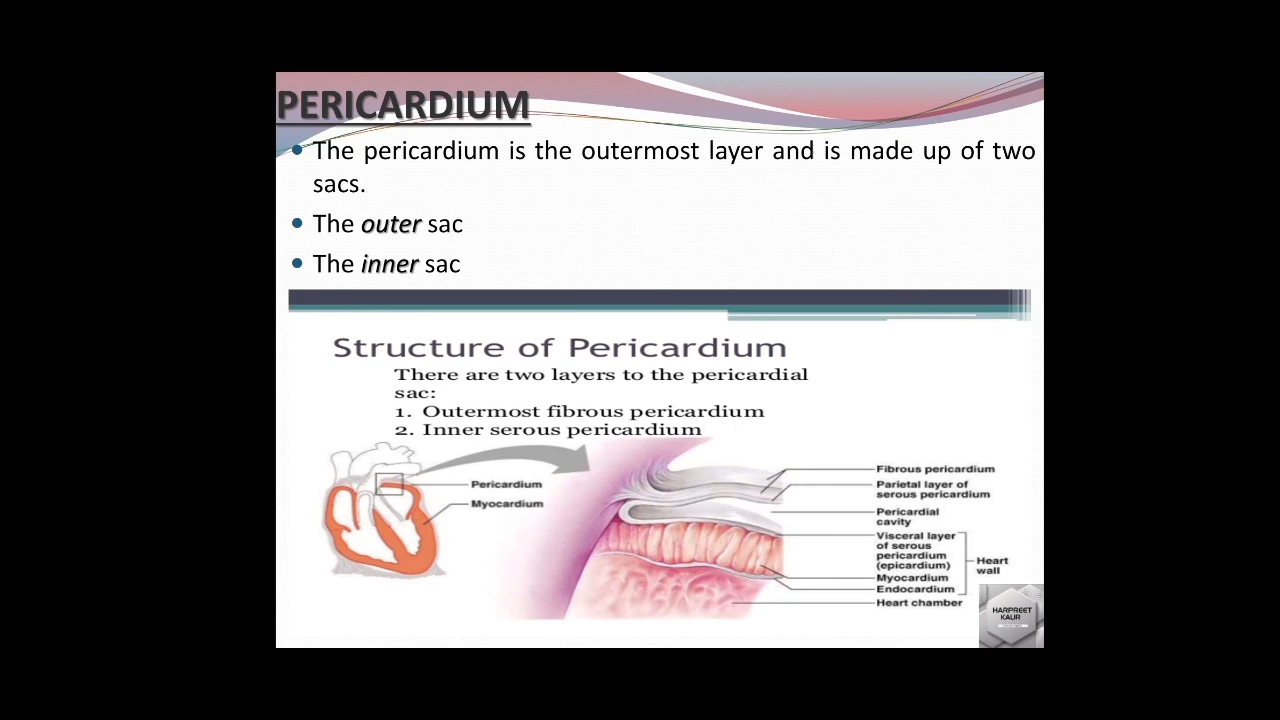 PERICARDIUM
The pericardium is the outermost layer and is made up of two
sacs.
The outer sac
The inner sac
Structure of Pericardium
There are two layers to the pericardial
sac:
1. Outermost fibrous pericardium
2. Inner serous pericardium
Pericardium
Myocardium
Fibrous pericardium
Parietal layer of
serous pericardium
Pericardial
cavity
Visceral layer
of serous
pericardium
(epicardium)
Myocardium
Endocardium
Heart chamber
Heart
wall
HARPREET
KAUR